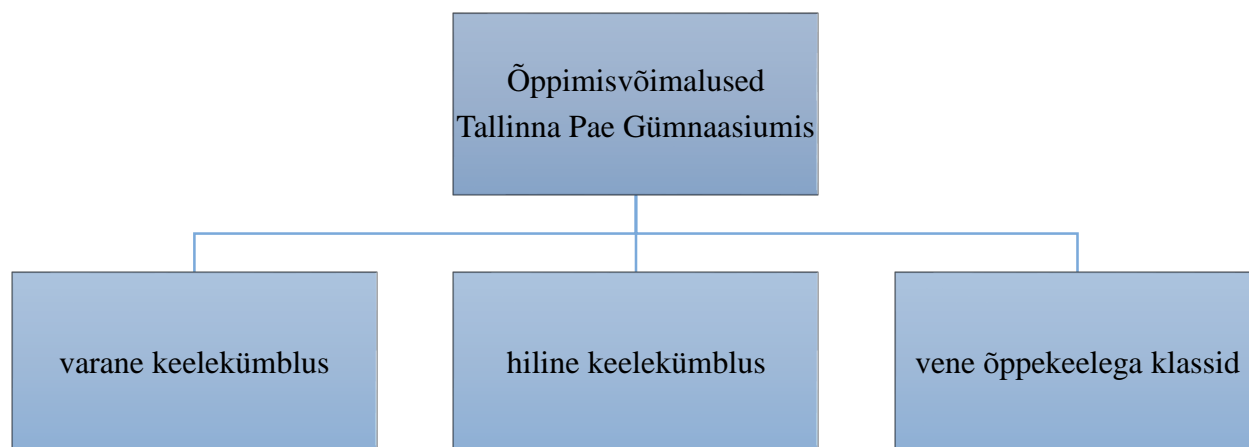 Õppimisvõimalused
Tallinna Pae Gümnaasiumis
varane keelekümblus
hiline keelekümblus
vene õppekeelega klassid